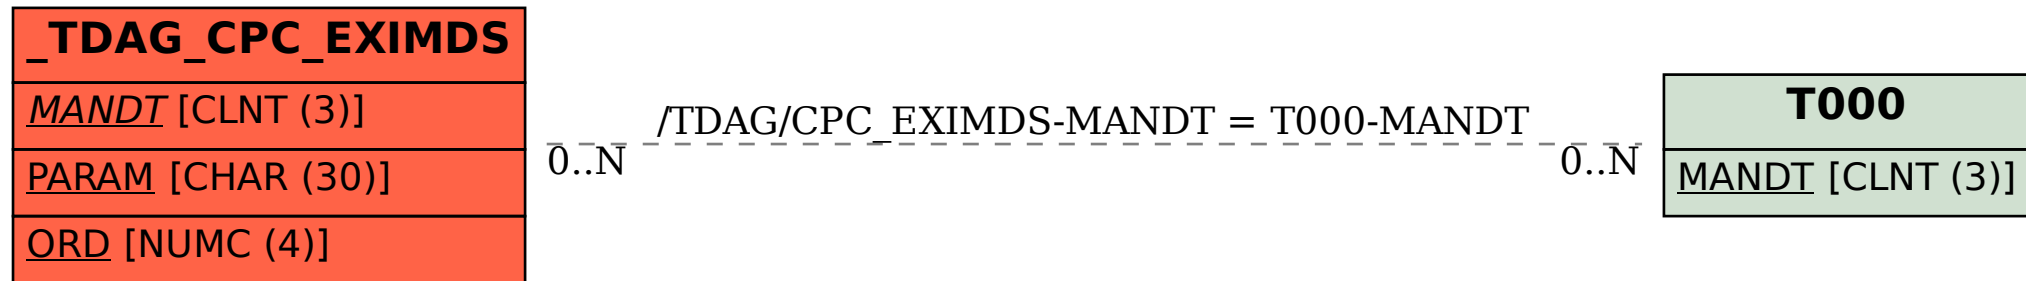 _TDAG_CPC_EXIMDS
MANDT [CLNT (3)]
PARAM [CHAR (30)]
ORD [NUMC (4)]
/TDAG/CPC_EXIMDS-MANDT = T000-MANDT
0..N
0..N
T000
MANDT [CLNT (3)]